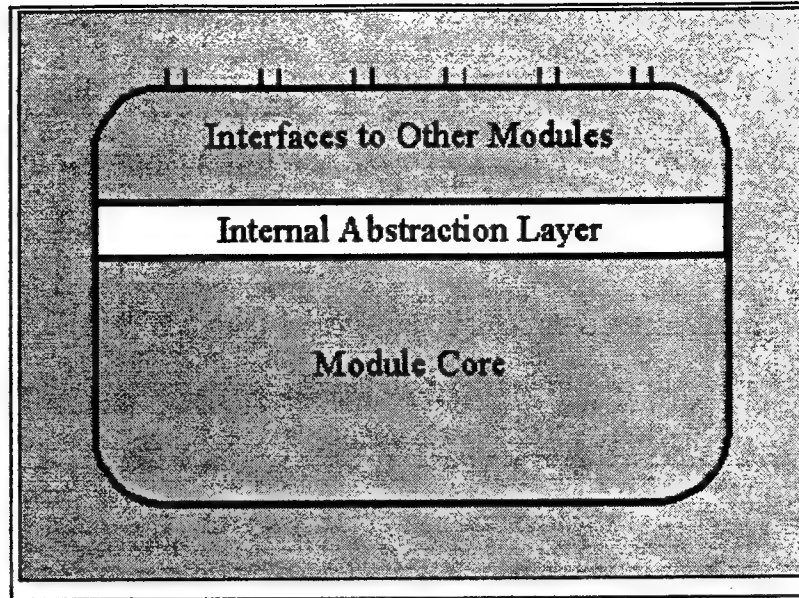 Interfaces to Other Modules
Internal Abstraction Layer
Module Core